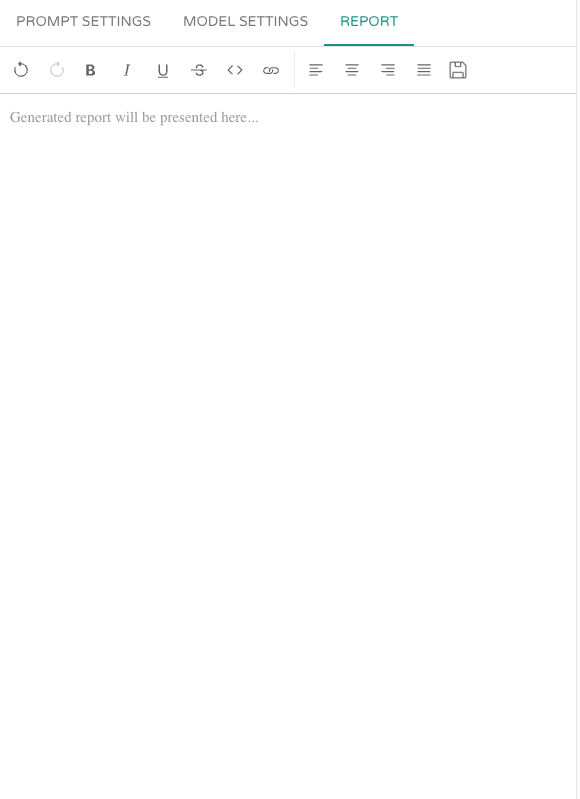 PROMPT SETTINGS MODEL SETTINGS REPORT
B I U S
Generated report will be presented here...